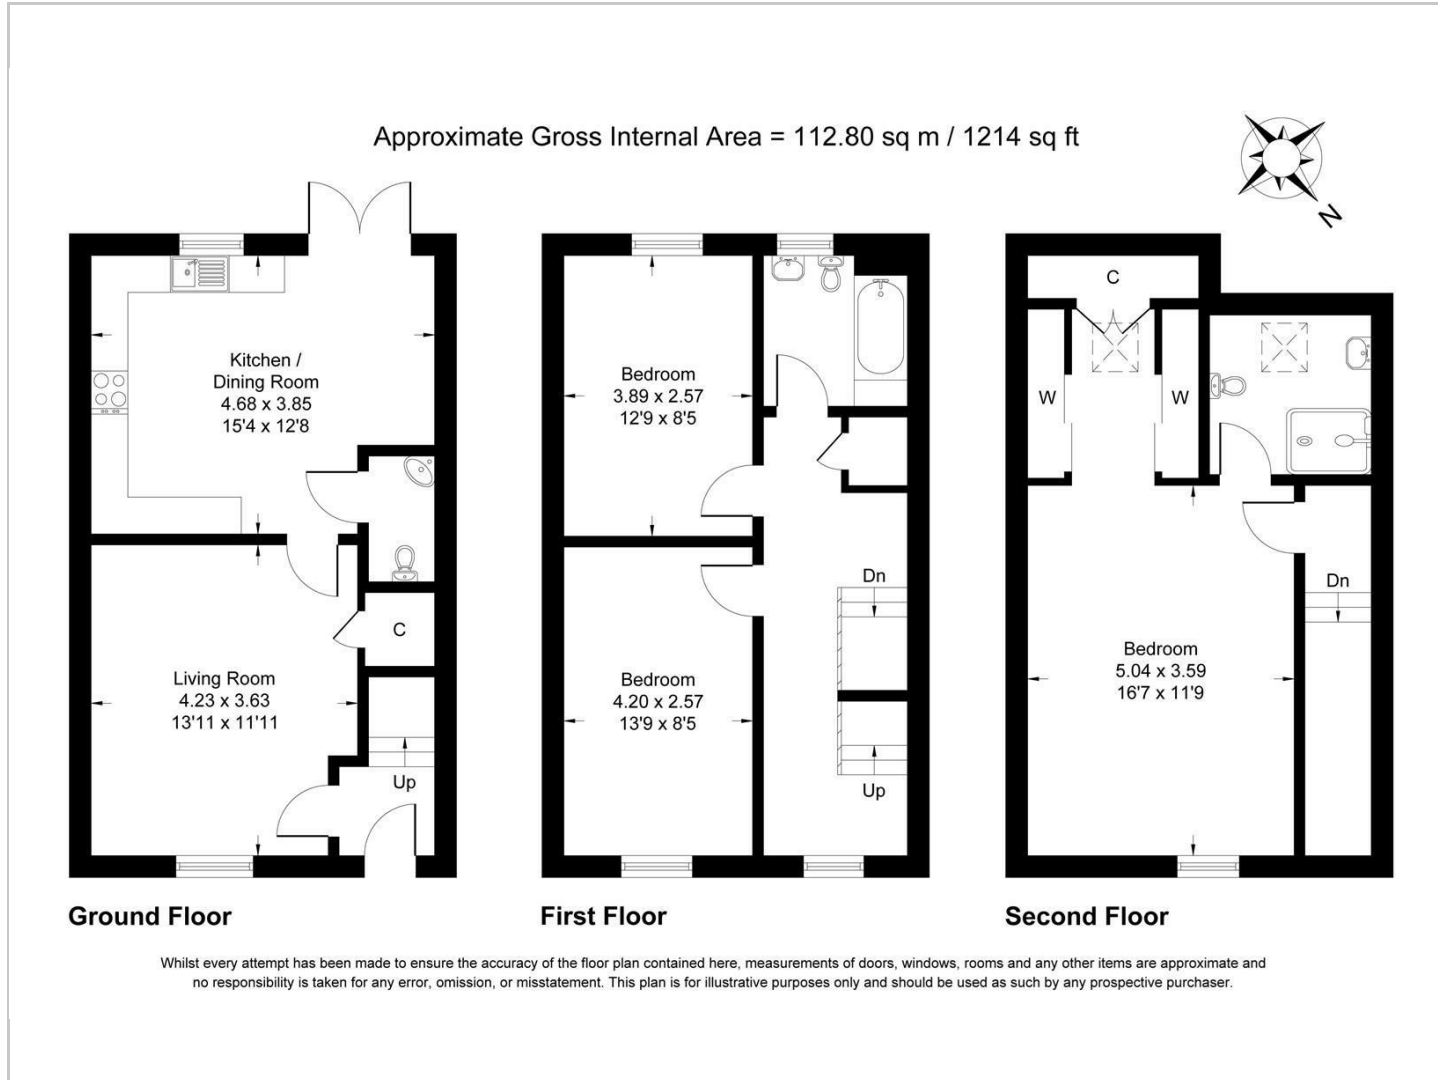 Approximate Gross Internal Area = 112.80 sq m / 1214 sq ft
N
Kitchen /
Dining Room
4.68 x 3.85
15'4 x 12'8
C
Living Room
4.23 x 3.63
13'11 x 11'11
Up
Ground Floor
Bedroom
3.89 x 2.57
12'9 x 8'5
Dn
Bedroom
4.20 x 2.57
13'9 x 8'5
Up
First Floor
C
W
W
Dn
Bedroom
5.04 x 3.59
16'7 x 11'9
Second Floor
Whilst every attempt has been made to ensure the accuracy of the floor plan contained here, measurements of doors, windows, rooms and any other items are approximate and
no responsibility is taken for any error, omission, or misstatement. This plan is for illustrative purposes only and should be used as such by any prospective purchaser.